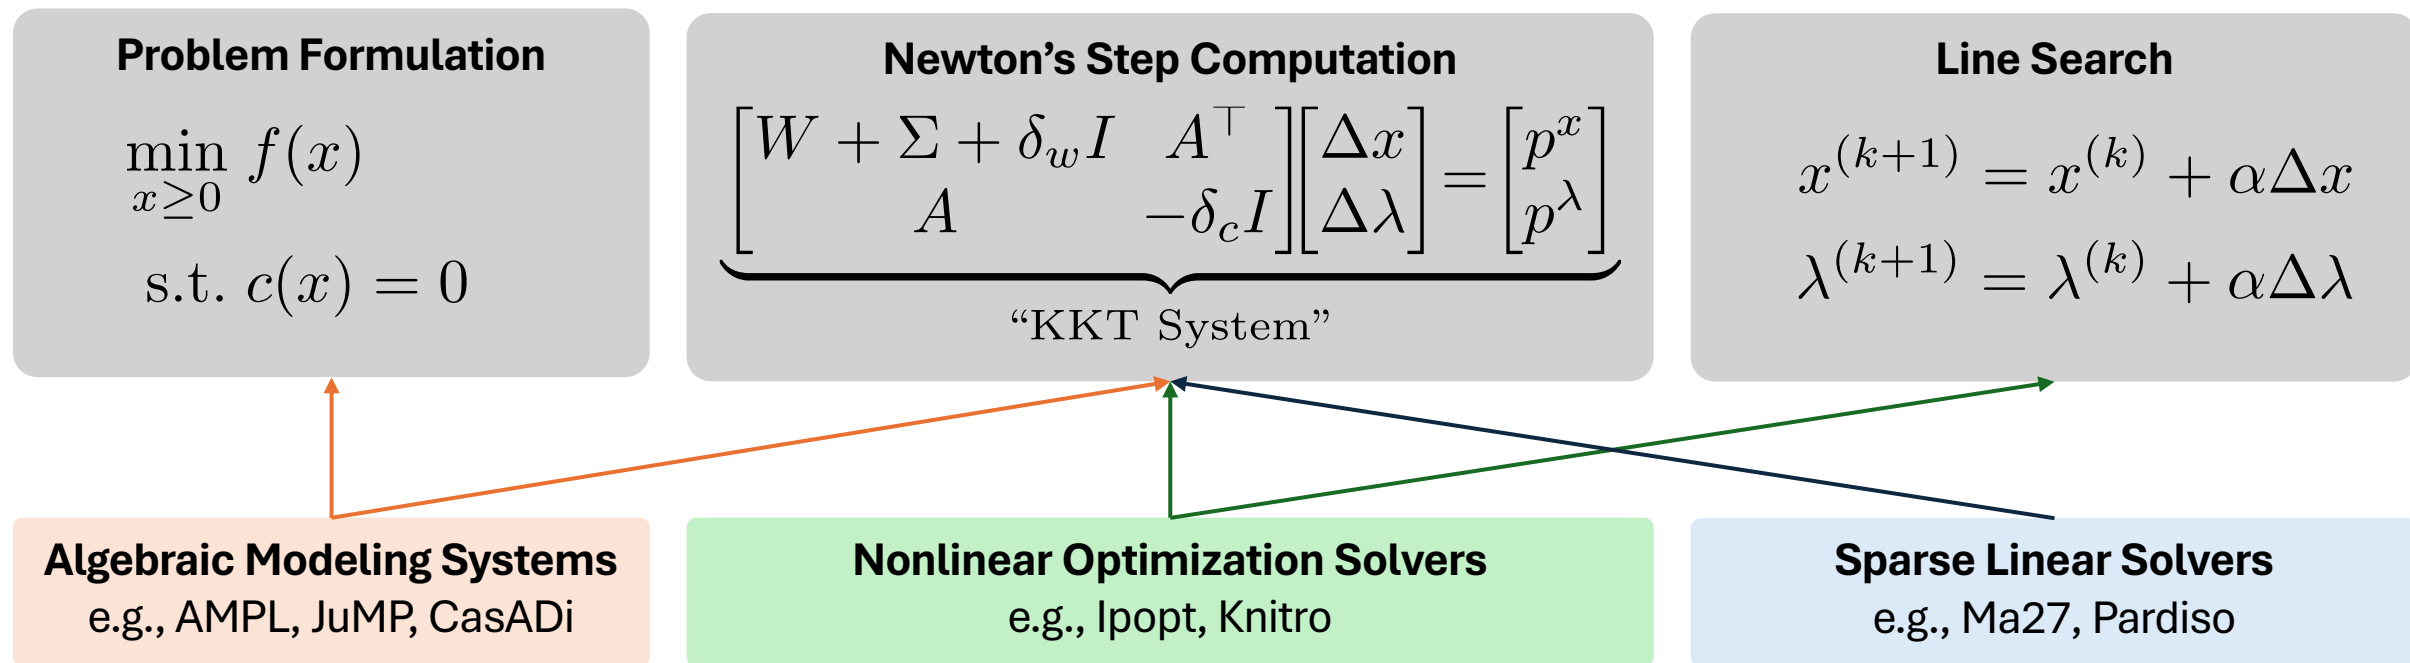 Problem Formulation
min f(x)
x≥0
s.t. c(x) = 0
Newton’s Step Computation
[W + Σ + δ_w I   A^⊤] [Δx] = [p^x]
[A   −δ_c I] [Δλ] = [p^λ]
“KKT System”
Line Search
x^(k+1) = x^(k) + αΔx
λ^(k+1) = λ^(k) + αΔλ
Algebraic Modeling Systems
e.g., AMPL, JuMP, CasADi
Nonlinear Optimization Solvers
e.g., Ipopt, Knitro
Sparse Linear Solvers
e.g., Ma27, Pardiso